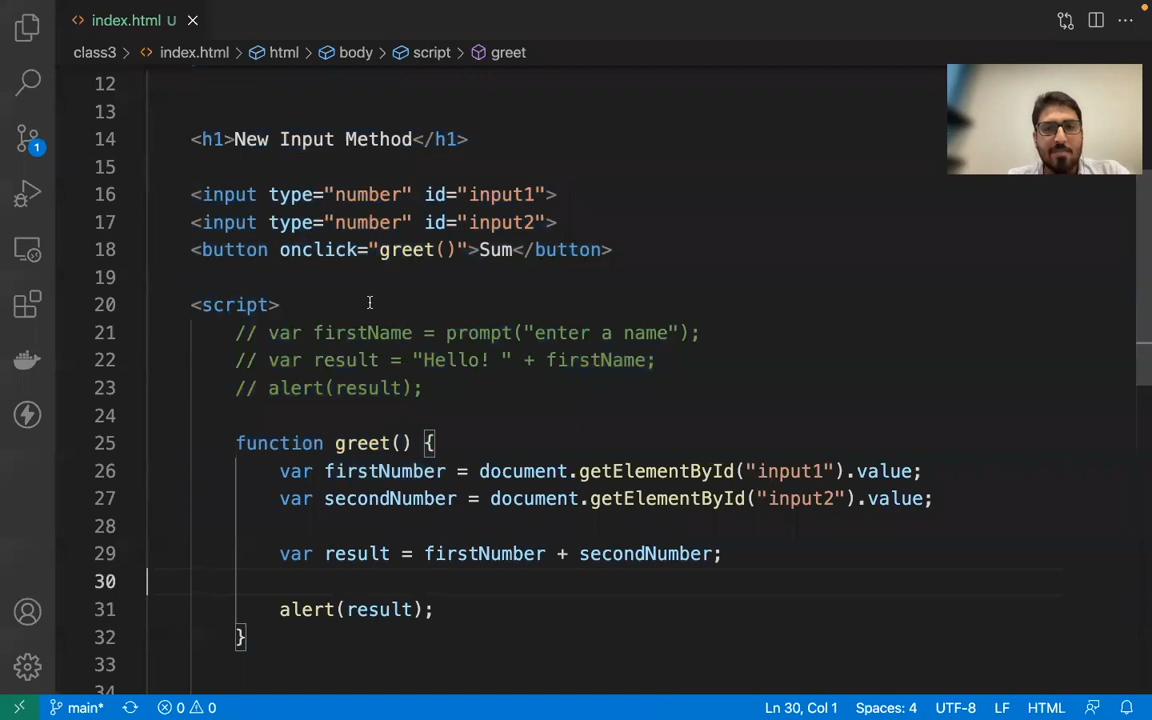 index.html U
class3 > index.html > html > body > script > greet
12
13
14 <h1>New Input Method</h1>
15
16 <input type="number" id="input1">
17 <input type="number" id="input2">
18 <button onclick="greet()">Sum</button>
19
20 <script>
21 // var firstName = prompt("enter a name");
22 // var result = "Hello! " + firstName;
23 // alert(result);
24
25 function greet() {
26 var firstNumber = document.getElementById("input1").value;
27 var secondNumber = document.getElementById("input2").value;
28
29 var result = firstNumber + secondNumber;
30
31 alert(result);
32 }
33
34
1
main* 0 0 Ln 30, Col 1 Spaces: 4 UTF-8 LF HTML